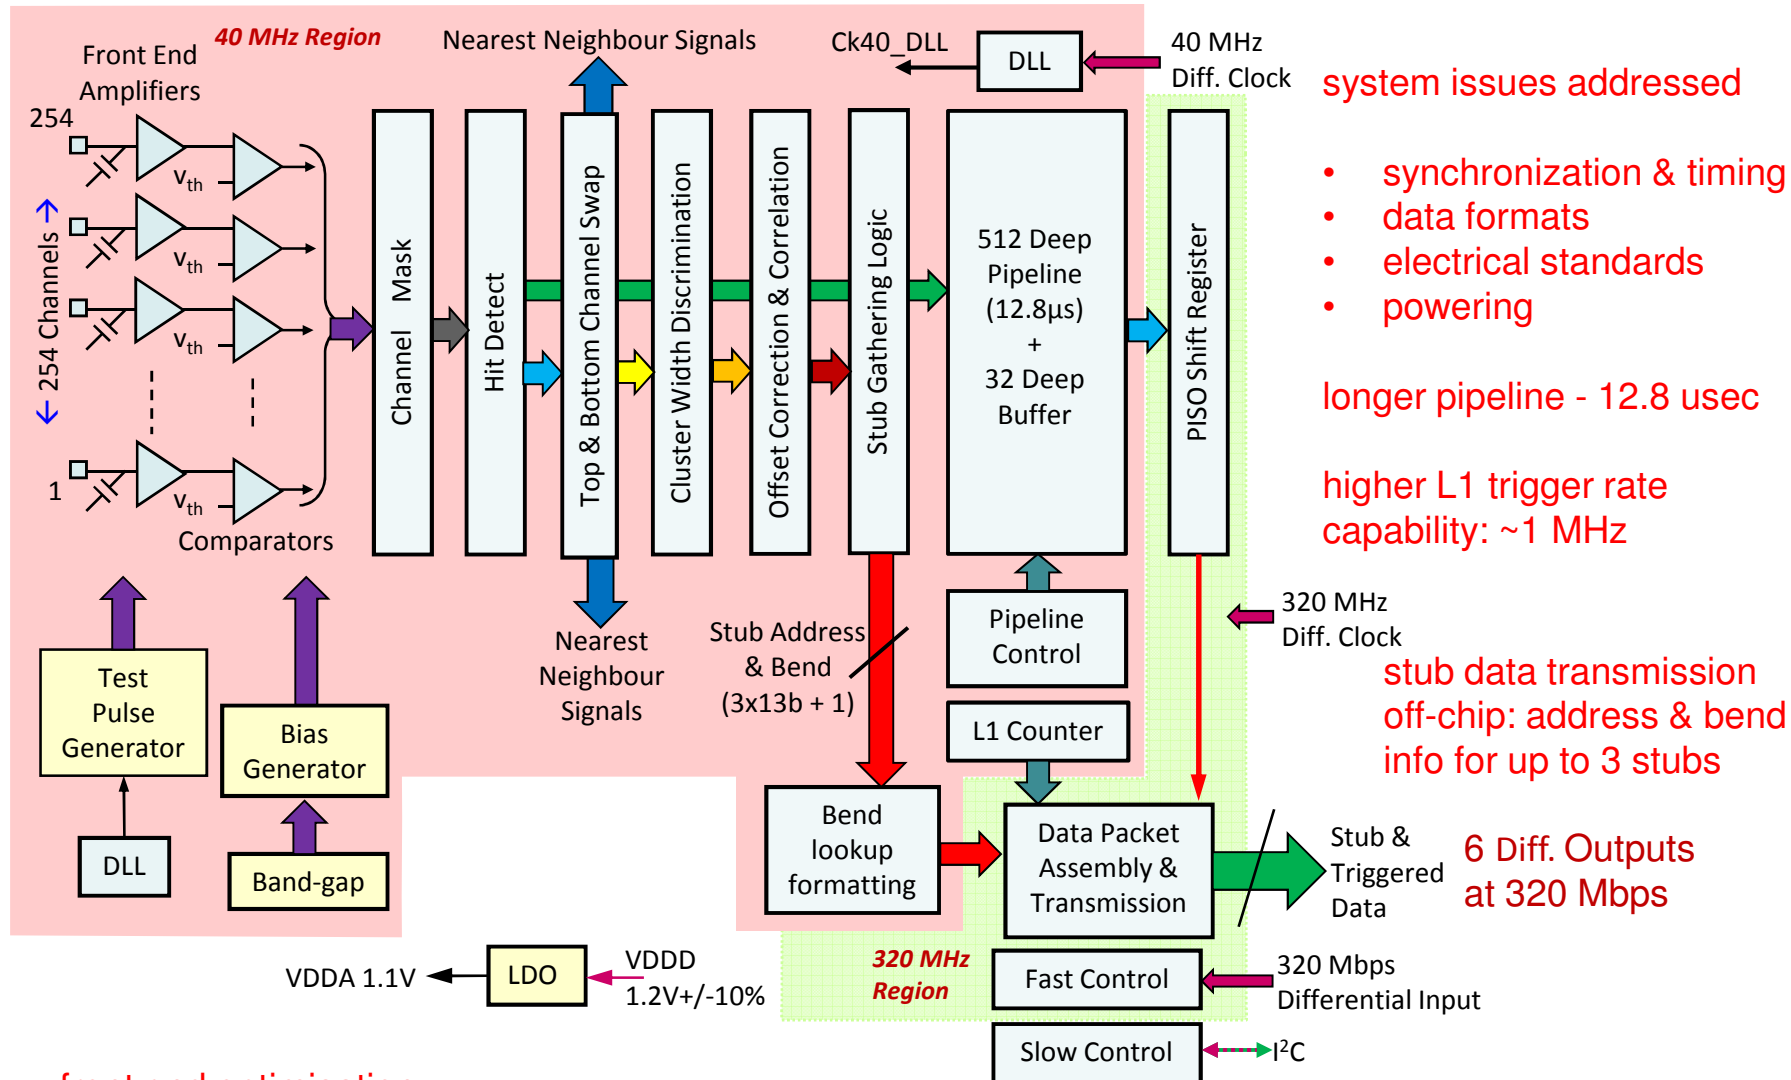 40 MHz Region
Front End
Amplifiers
Nearest Neighbour Signals
Ck40_DLL
DLL
40 MHz
Diff. Clock
254
← 254 Channels →
1
Vth
Vth
Vth
Vth
Comparators
Channel Mask
Hit Detect
Top & Bottom Channel Swap
Cluster Width Discrimination
Offset Correction & Correlation
Stub Gathering Logic
512 Deep
Pipeline
(12.8µs)
+
32 Deep
Buffer
PISO Shift Register
system issues addressed
• synchronization & timing
• data formats
• electrical standards
• powering
longer pipeline - 12.8 usec
higher L1 trigger rate
capability: ~1 MHz
320 MHz
Diff. Clock
Test
Pulse
Generator
Bias
Generator
DLL
Band-gap
Nearest
Neighbour
Signals
Stub Address
& Bend
(3x13b + 1)
Pipeline
Control
L1 Counter
stub data transmission
off-chip: address & bend
info for up to 3 stubs
Bend
lookup
formatting
Data Packet
Assembly &
Transmission
Stub &
Triggered
Data
6 Diff. Outputs
at 320 Mbps
VDDA 1.1V
LDO
VDDD
1.2V+/-10%
320 MHz
Region
Fast Control
320 Mbps
Differential Input
Slow Control
I²C